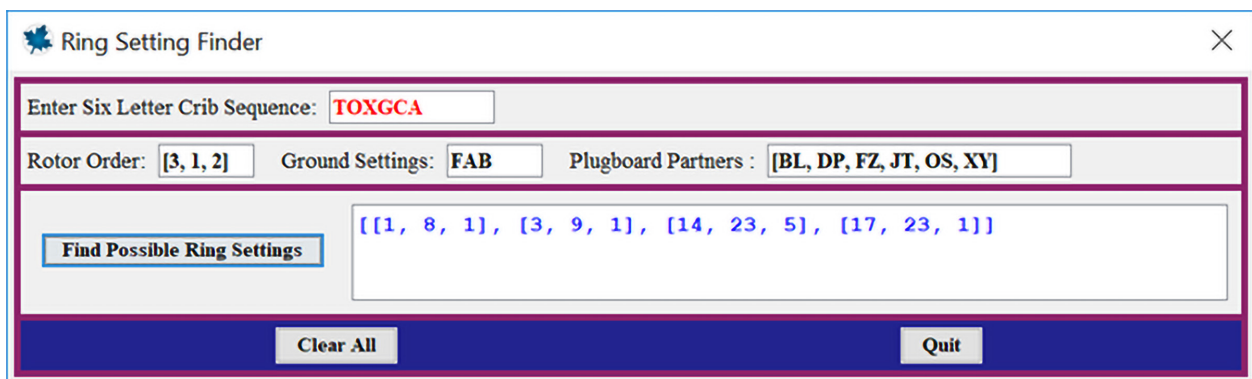 Ring Setting Finder
Enter Six Letter Crib Sequence: TOXGCA
Rotor Order: [3, 1, 2] Ground Settings: FAB Plugboard Partners : [BL, DP, FZ, JT, OS, XY]
[[1, 8, 1], [3, 9, 1], [14, 23, 5], [17, 23, 1]]
Find Possible Ring Settings
Clear All Quit